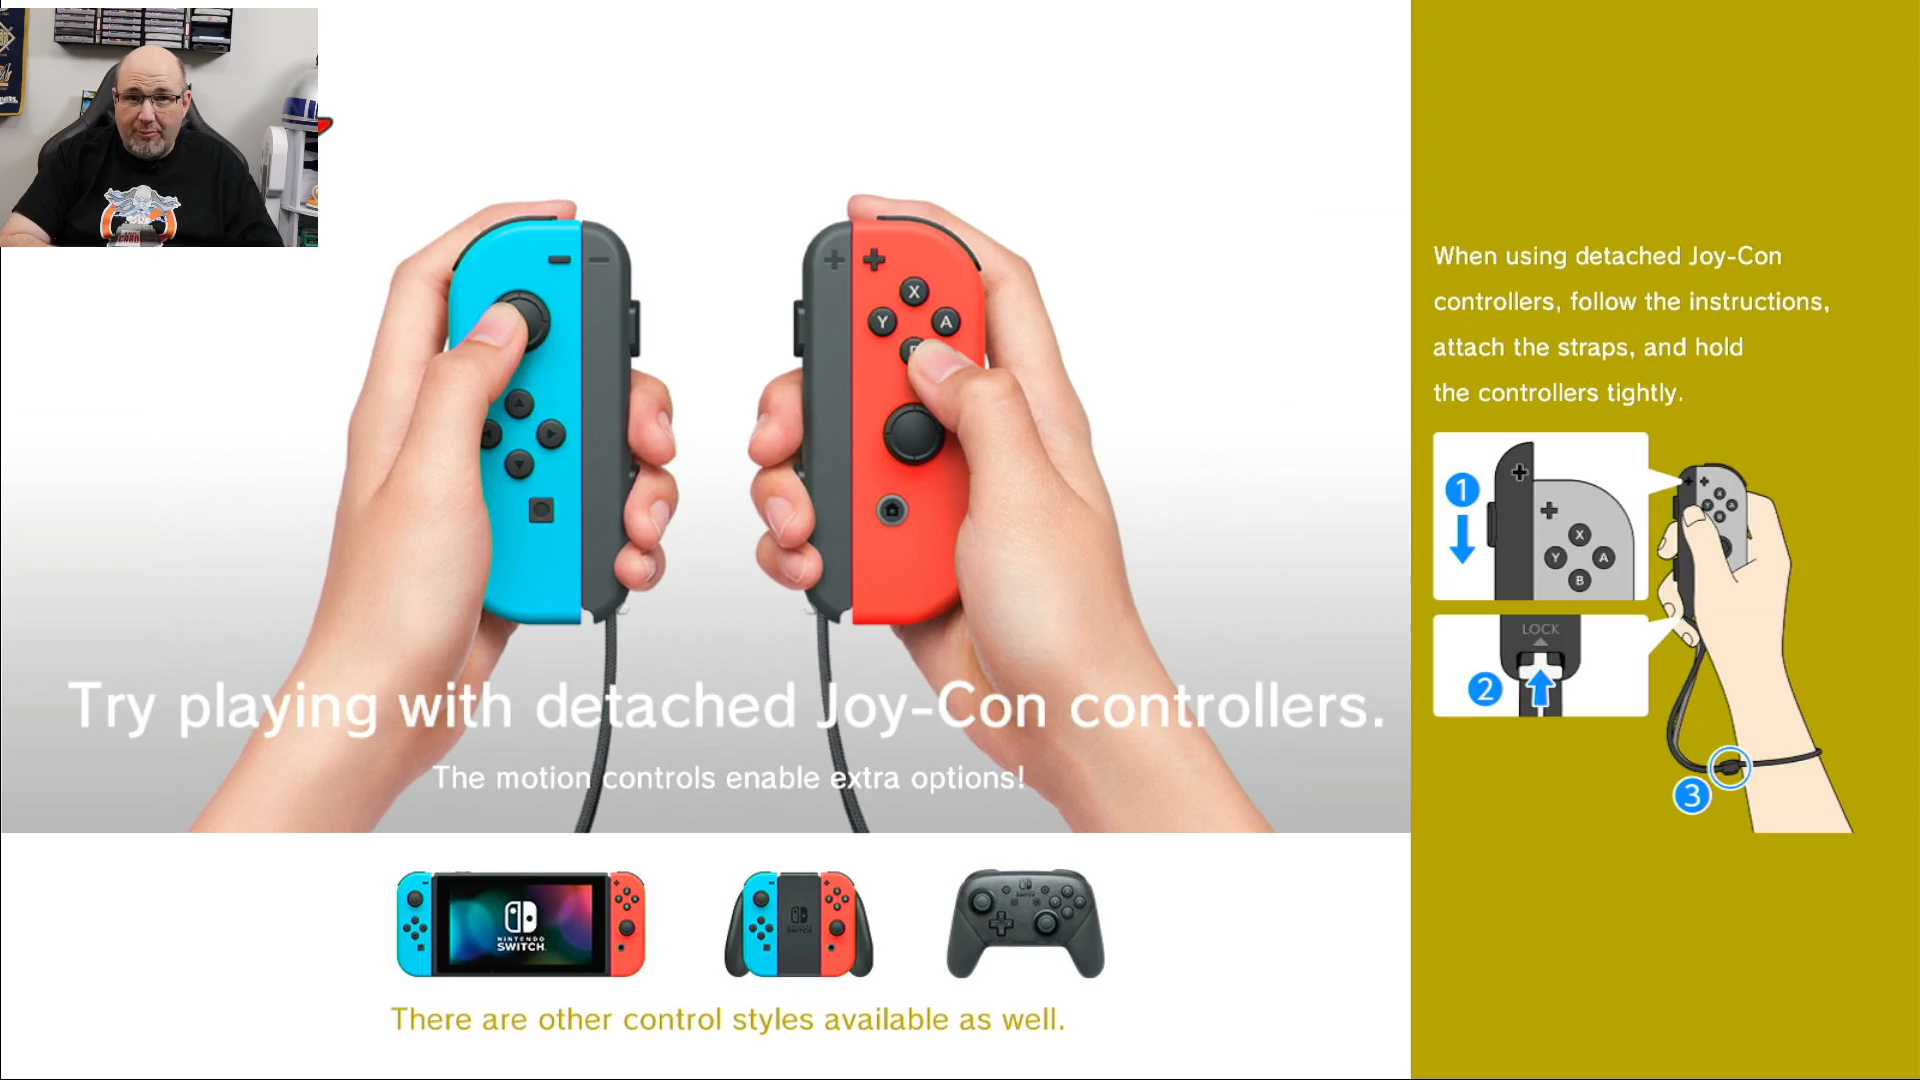 When using detached Joy-Con
controllers, follow the instructions,
attach the straps, and hold
the controllers tightly.
X
Y
A
1
X
Y
A
B
LOCK
2
3
Try playing with detached Joy-Con controllers.
The motion controls enable extra options!
NINTENDO
SWITCH
There are other control styles available as well.